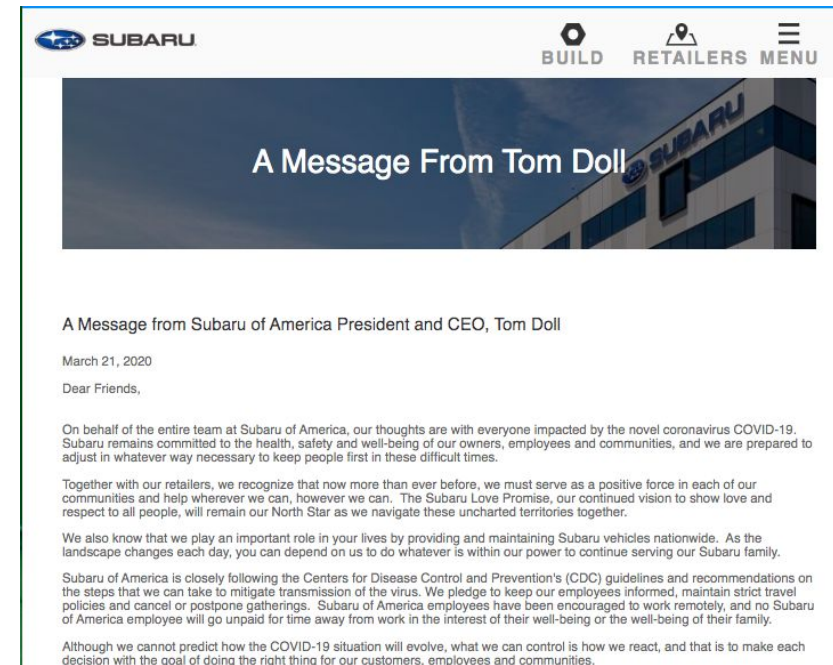 SUBARU
BUILD
RETAILERS
MENU
SUBARU
A Message From Tom Doll
A Message from Subaru of America President and CEO, Tom Doll
March 21, 2020
Dear Friends,
On behalf of the entire team at Subaru of America, our thoughts are with everyone impacted by the novel coronavirus COVID-19.
Subaru remains committed to the health, safety and well-being of our owners, employees and communities, and we are prepared to
adjust in whatever way necessary to keep people first in these difficult times.
Together with our retailers, we recognize that now more than ever before, we must serve as a positive force in each of our
communities and help wherever we can, however we can.  The Subaru Love Promise, our continued vision to show love and
respect to all people, will remain our North Star as we navigate these uncharted territories together.
We also know that we play an important role in your lives by providing and maintaining Subaru vehicles nationwide.  As the
landscape changes each day, you can depend on us to do whatever is within our power to continue serving our Subaru family.
Subaru of America is closely following the Centers for Disease Control and Prevention's (CDC) guidelines and recommendations on
the steps that we can take to mitigate transmission of the virus. We pledge to keep our employees informed, maintain strict travel
policies and cancel or postpone gatherings.  Subaru of America employees have been encouraged to work remotely, and no Subaru
of America employee will go unpaid for time away from work in the interest of their well-being or the well-being of their family.
Although we cannot predict how the COVID-19 situation will evolve, what we can control is how we react, and that is to make each
decision with the goal of doing the right thing for our customers, employees and communities.